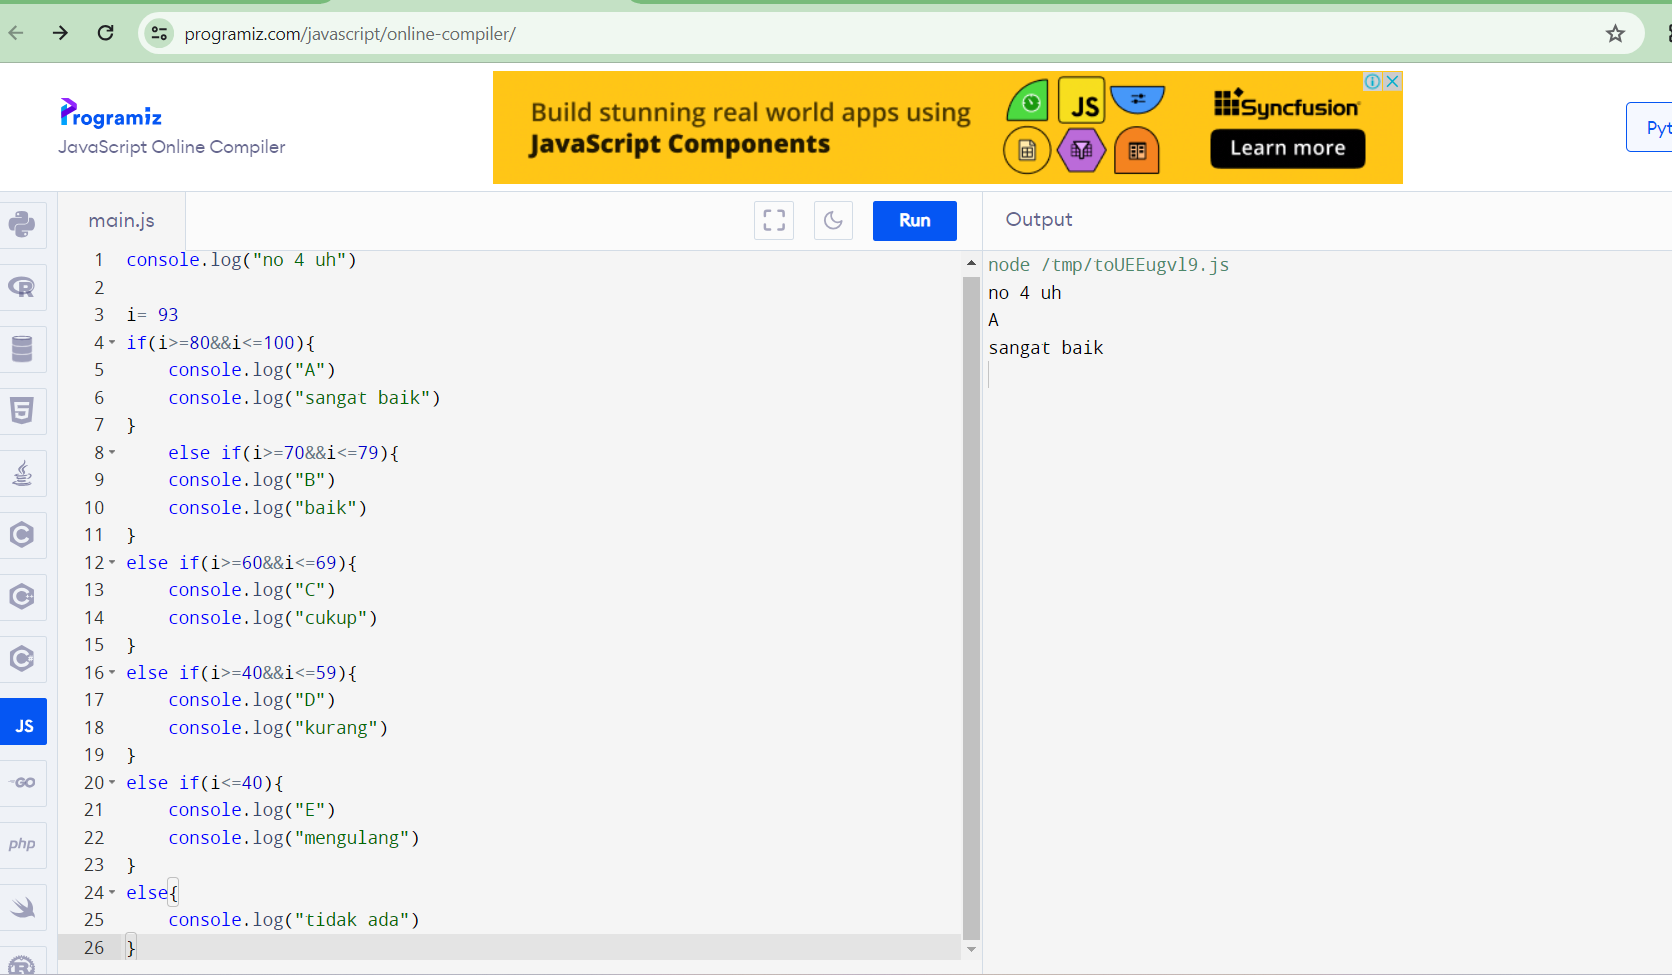 programiz.com/javascript/online-compiler/
Programiz
JavaScript Online Compiler
Build stunning real world apps using
JavaScript Components
JS
Syncfusion
Learn more
Pyt
main.js
Run
Output
1 console.log("no 4 uh")
2
3 i= 93
4 if(i>=80&&i<=100){
5     console.log("A")
6     console.log("sangat baik")
7 }
8     else if(i>=70&&i<=79){
9     console.log("B")
10     console.log("baik")
11 }
12 else if(i>=60&&i<=69){
13     console.log("C")
14     console.log("cukup")
15 }
16 else if(i>=40&&i<=59){
17     console.log("D")
18     console.log("kurang")
19 }
20 else if(i<=40){
21     console.log("E")
22     console.log("mengulang")
23 }
24 else{
25     console.log("tidak ada")
26 }
node /tmp/toUEEugvl9.js
no 4 uh
A
sangat baik
R
5
C
C
C
JS
GO
php
R